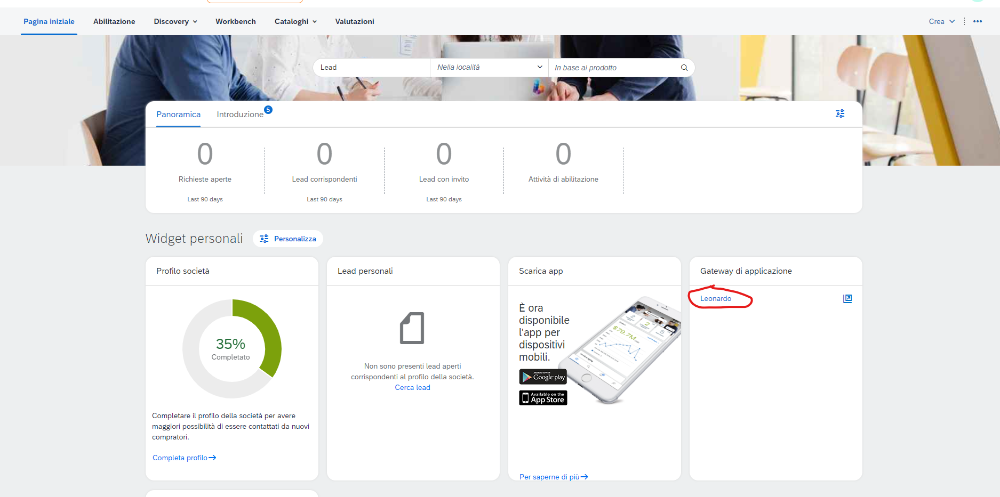 Pagina iniziale Abilitazione Discovery Workbench Cataloghi Valutazioni Crea
Lead Nella località In base al prodotto
Panoramica Introduzione 5
0 0 0 0
Richieste aperte Lead corrispondenti Lead con invito Attività di abilitazione
Last 90 days Last 90 days Last 90 days
Widget personali Personalizza
Profilo società
35%
Completato
Completare il profilo della società per avere
maggiori possibilità di essere contattati da nuovi
compratori.
Completa profilo
Lead personali
Non sono presenti lead aperti
corrispondenti al profilo della società.
Cerca lead
Scarica app
È ora
disponibile
l'app per
dispositivi
mobili.
2 2 5
$79.7M
ANDROID APP ON
Google play
Available on the
App Store
Per saperne di più
Gateway di applicazione
Leonardo